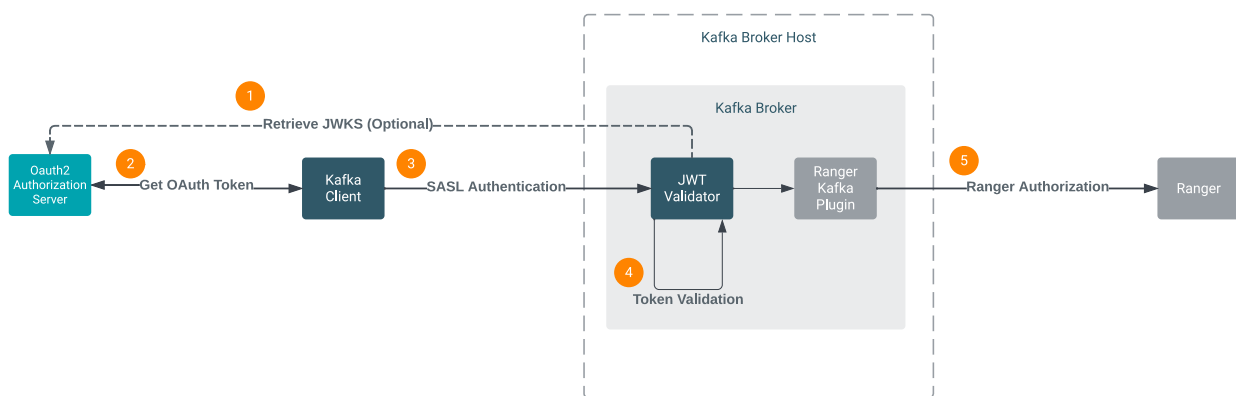 Kafka Broker Host
1
Kafka Broker
Retrieve JWKS (Optional)
2
3
5
Oauth2
Authorization
Server
Get OAuth Token
Kafka
Client
SASL Authentication
JWT
Validator
Ranger
Kafka
Plugin
Ranger Authorization
Ranger
4
Token Validation